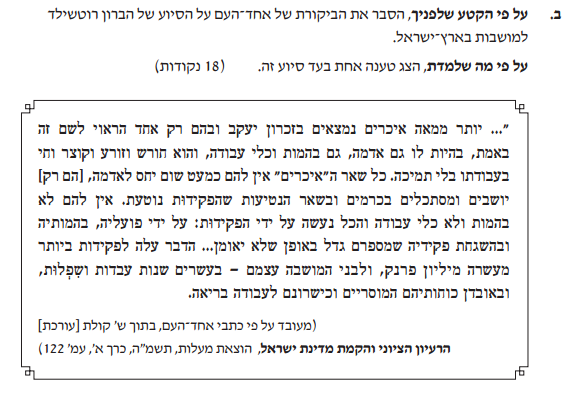 ב. על פי הקטע שלפניך, הסבר את הביקורת של אחד־העם על הסיוע של הברון רוטשילד
למושבות בארץ־ישראל.
על פי מה שלמדת, הצג טענה אחת בעד סיוע זה. (18 נקודות)
"... יותר ממאה איכרים נמצאים בזכרון יעקב ובהם רק אחד הראוי לשם זה
באמת, בהיות לו גם אדמה, גם בהמות וכלי עבודה, והוא חורש וזורע וקוצר וחי
בעבודתו בלי תמיכה. כל שאר ה"איכרים" אין להם כמעט שום יחס לאדמה, [הם רק]
יושבים ומסתכלים בכרמים ובשאר הנטיעות שהפקידוּת נוטעת. אין להם לא
בהמות ולא כלי עבודה והכל נעשה על ידי הפקידוּת: על ידי פועליה, בהמותיה
ובהשגחת פקידיה שמספרם גדל באופן שלא יאומן... הדבר עלה לפקידות ביותר
מעשרה מיליון פרנק, ולבני המושבה עצמם – בעשרים שנות עבדות ושִפְלוּת,
ובאובדן כוחותיהם המוסריים וכישרונם לעבודה בריאה.
(מעובד על פי כתבי אחד־העם, בתוך ש' קולת [עורכת]
הרעיון הציוני והקמת מדינת ישראל, הוצאת מעלות, תשמ"ה, כרך א', עמ' 122)